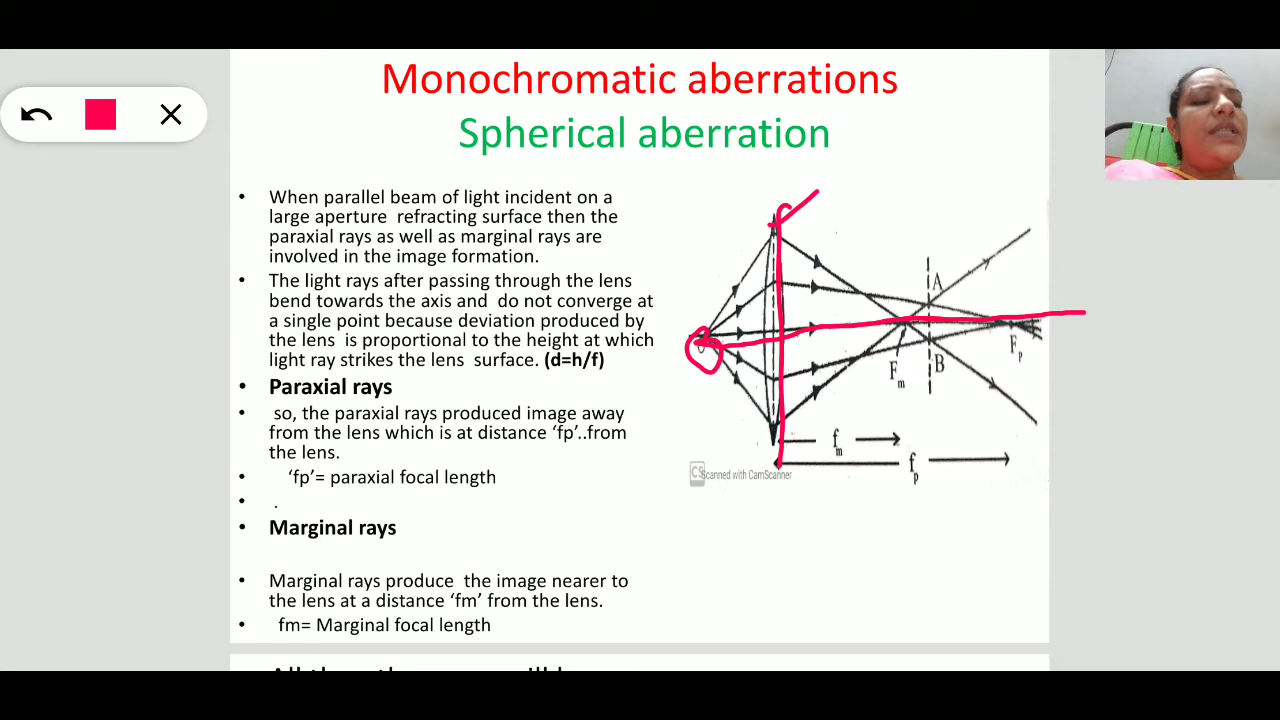 Monochromatic aberrations
Spherical aberration
• When parallel beam of light incident on a
large aperture refracting surface then the
paraxial rays as well as marginal rays are
involved in the image formation.
• The light rays after passing through the lens
bend towards the axis and do not converge at
a single point because deviation produced by
the lens is proportional to the height at which
light ray strikes the lens surface. (d=h/f)
• Paraxial rays
• so, the paraxial rays produced image away
from the lens which is at distance ‘fp’..from
the lens.
• ‘fp’= paraxial focal length
• .
• Marginal rays
• Marginal rays produce the image nearer to
the lens at a distance ‘fm’ from the lens.
• fm= Marginal focal length
A
B
Fm
Fp
fm
fp
CS Scanned with CamScanner